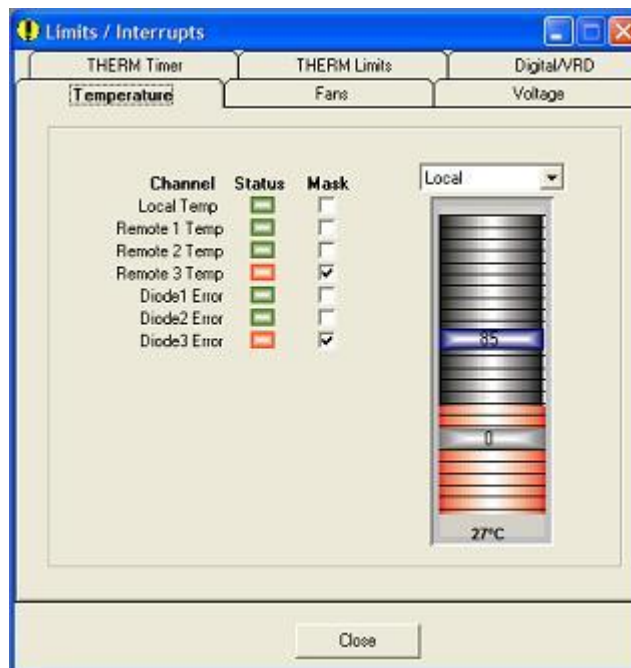 Limits / Interrupts
THERM Timer THERM Limits Digital/VRD
Temperature Fans Voltage
Channel Status Mask Local
Local Temp
Remote 1 Temp
Remote 2 Temp
Remote 3 Temp
Diode1 Error
Diode2 Error
Diode3 Error
85
0
27°C
Close